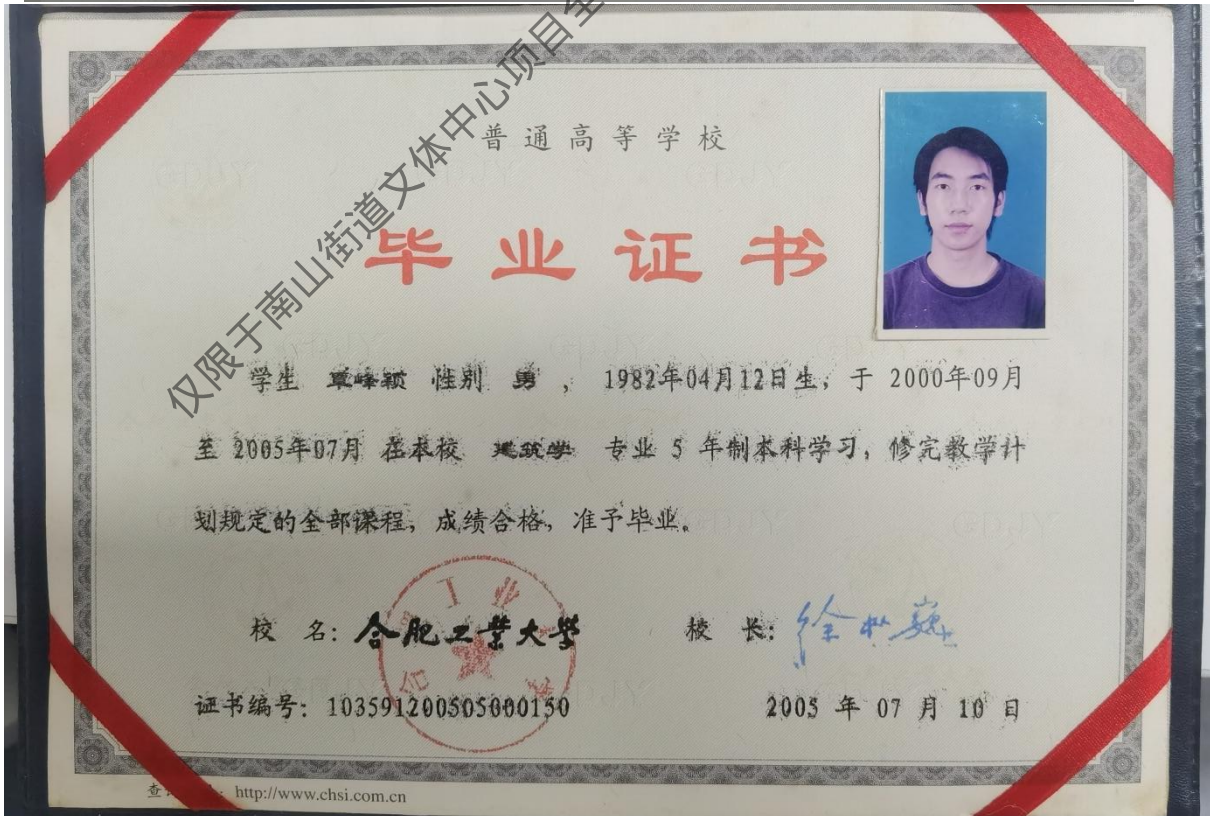 普通高等学校
毕业证书
学生 性别 男 ， 1982年04月12日生，于 2000年09月
至 2005年07月 在本校 建筑学 专业 5 年制本科学习，修完教学计
划规定的全部课程，成绩合格，准予毕业。
校 名：合肥工业大学 校 长：
证书编号：103591200505000150 2005 年 07 月 10 日
http://www.chsi.com.cn
仅限于南山街道文体中心项目全